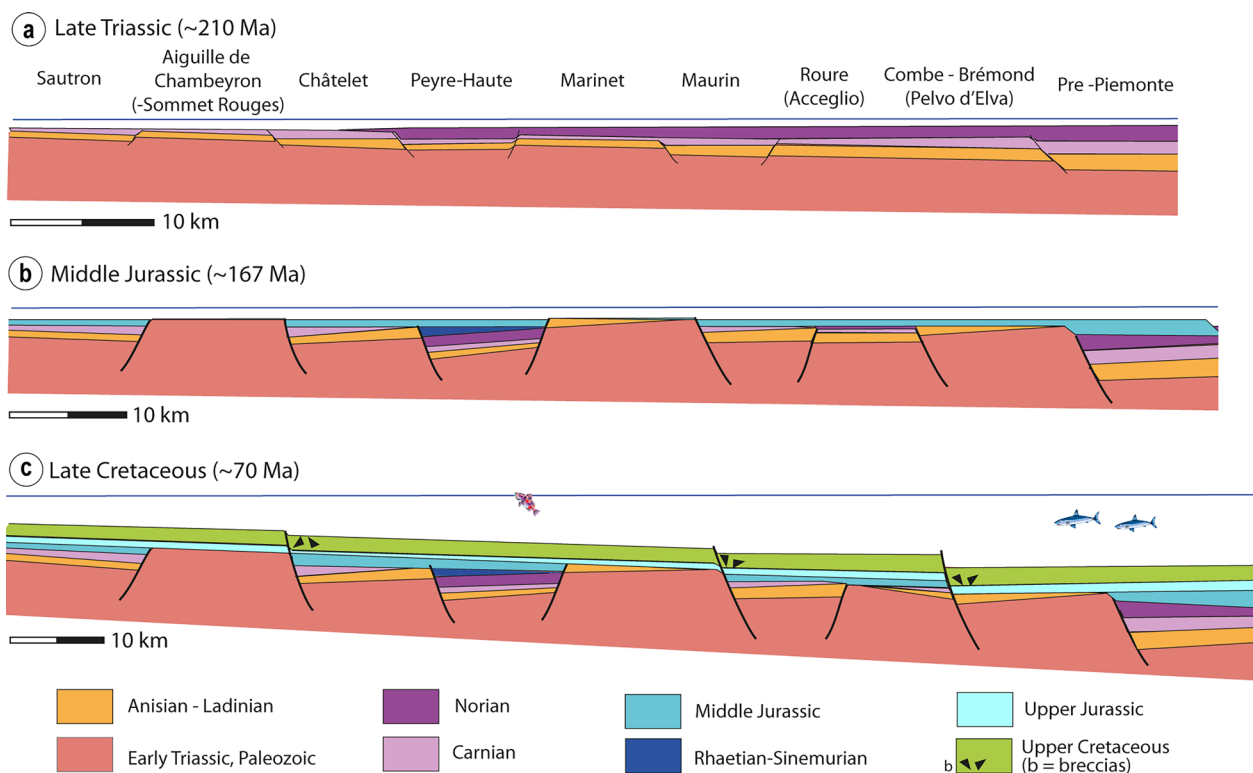 a Late Triassic (~210 Ma)
Sautron
Aiguille de
Chambeyron
(-Sommet Rouges)
Châtelet
Peyre-Haute
Marinet
Maurin
Roure
(Acceglio)
Combe - Brémond
(Pelvo d'Elva)
Pre -Piemonte
10 km
b Middle Jurassic (~167 Ma)
10 km
c Late Cretaceous (~70 Ma)
10 km
Anisian - Ladinian
Norian
Middle Jurassic
Upper Jurassic
Early Triassic, Paleozoic
Carnian
Rhaetian-Sinemurian
b
Upper Cretaceous
(b = breccias)